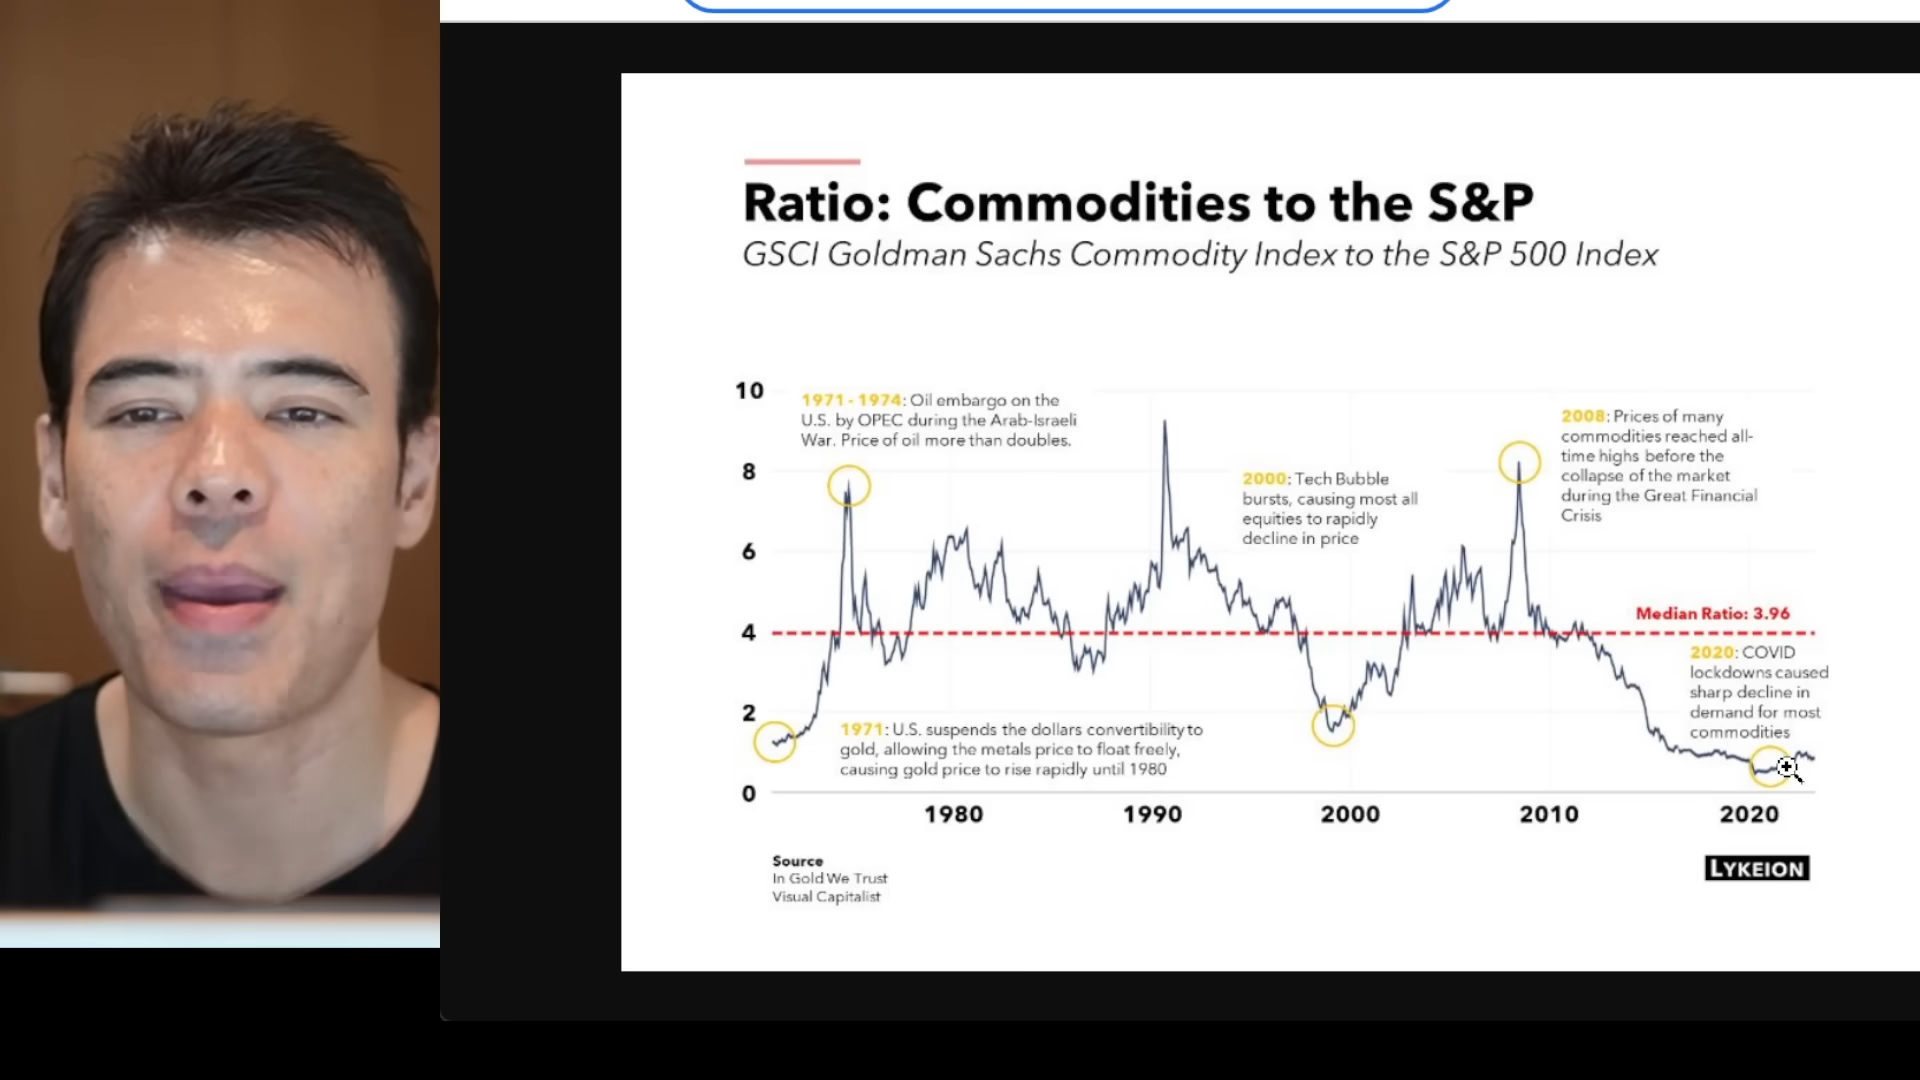 Ratio: Commodities to the S&P
GSCI Goldman Sachs Commodity Index to the S&P 500 Index
10
8
6
4
2
0
1971 - 1974: Oil embargo on the
U.S. by OPEC during the Arab-Israeli
War. Price of oil more than doubles.
2000: Tech Bubble
bursts, causing most all
equities to rapidly
decline in price
2008: Prices of many
commodities reached all-
time highs before the
collapse of the market
during the Great Financial
Crisis
Median Ratio: 3.96
2020: COVID
lockdowns caused
sharp decline in
demand for most
commodities
1971: U.S. suspends the dollars convertibility to
gold, allowing the metals price to float freely,
causing gold price to rise rapidly until 1980
1980
1990
2000
2010
2020
Source
In Gold We Trust
Visual Capitalist
LYKEION